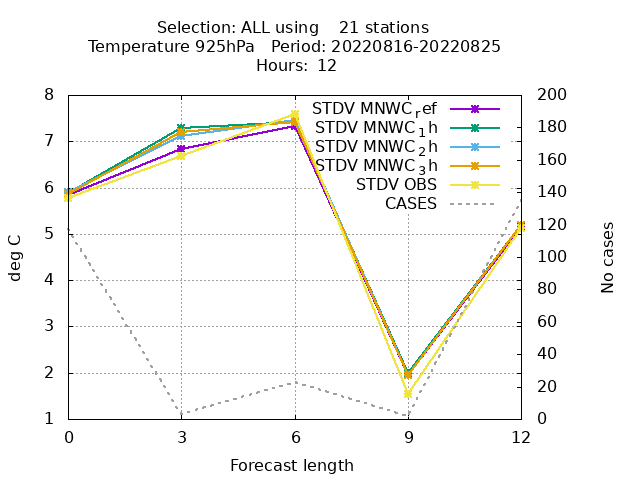 Selection: ALL using    21 stations
Temperature 925hPa   Period: 20220816-20220825
Hours: 12
8
7
6
5
4
3
2
1
deg C
200
180
160
140
120
100
80
60
40
20
0
No cases
STDV MNWC_ref
STDV MNWC_1h
STDV MNWC_2h
STDV MNWC_3h
STDV OBS
CASES
0 3 6 9 12
Forecast length